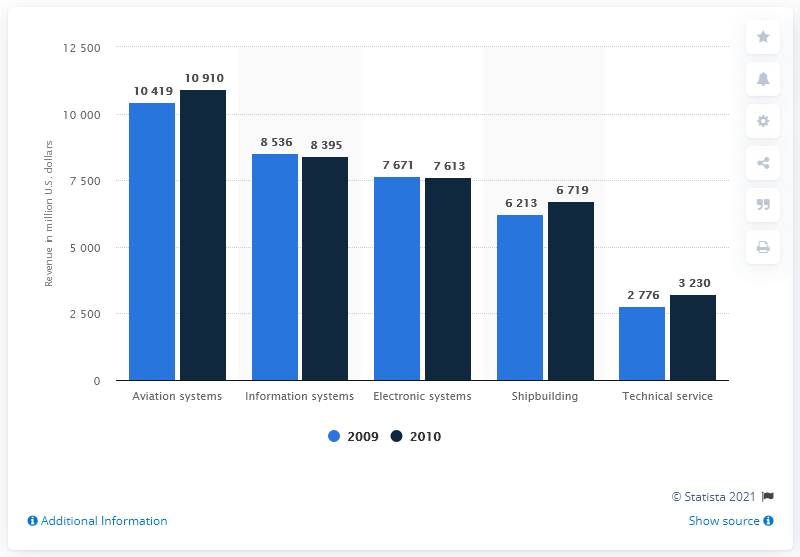 12 500
10 000
7 500
5 000
2 500
0
Revenue in million U.S. dollars
10 419
10 910
8 536
8 395
7 671
7 613
6 213
6 719
2 776
3 230
Aviation systems
Information systems
Electronic systems
Shipbuilding
Technical service
2009
2010
© Statista 2021
Additional Information
Show source